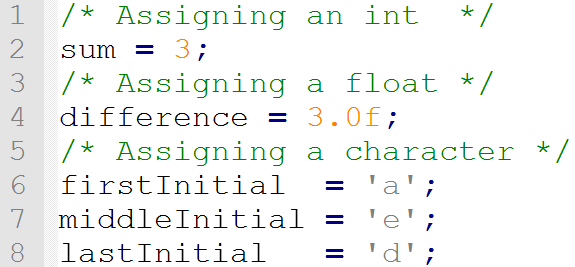 1 /* Assigning an int  */
2 sum = 3;
3 /* Assigning a float */
4 difference = 3.0f;
5 /* Assigning a character */
6 firstInitial  = 'a';
7 middleInitial = 'e';
8 lastInitial   = 'd';